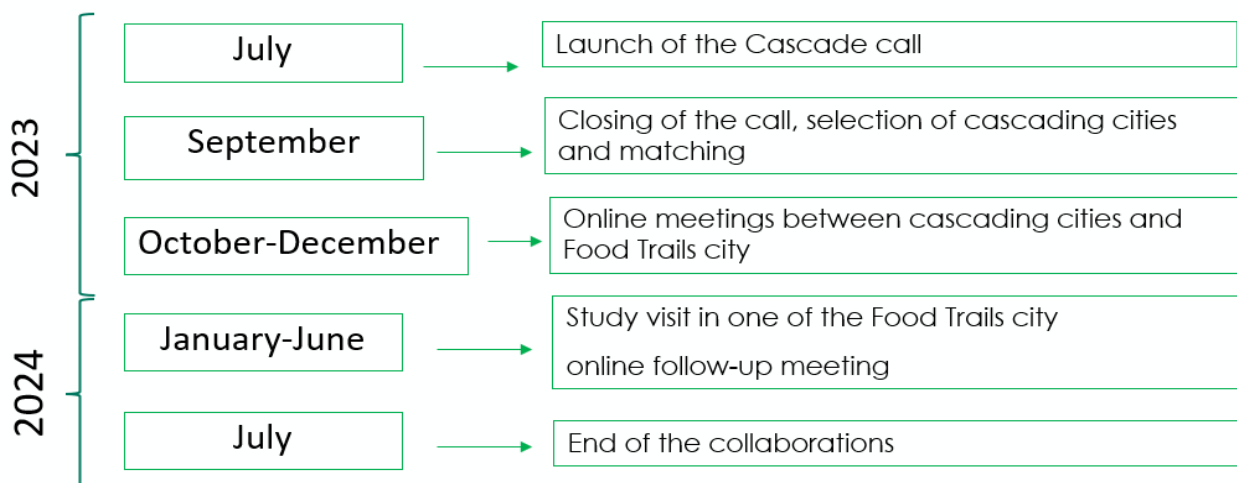 2023
July
Launch of the Cascade call
September
Closing of the call, selection of cascading cities
and matching
October-December
Online meetings between cascading cities and
Food Trails city
2024
January-June
Study visit in one of the Food Trails city
online follow-up meeting
July
End of the collaborations